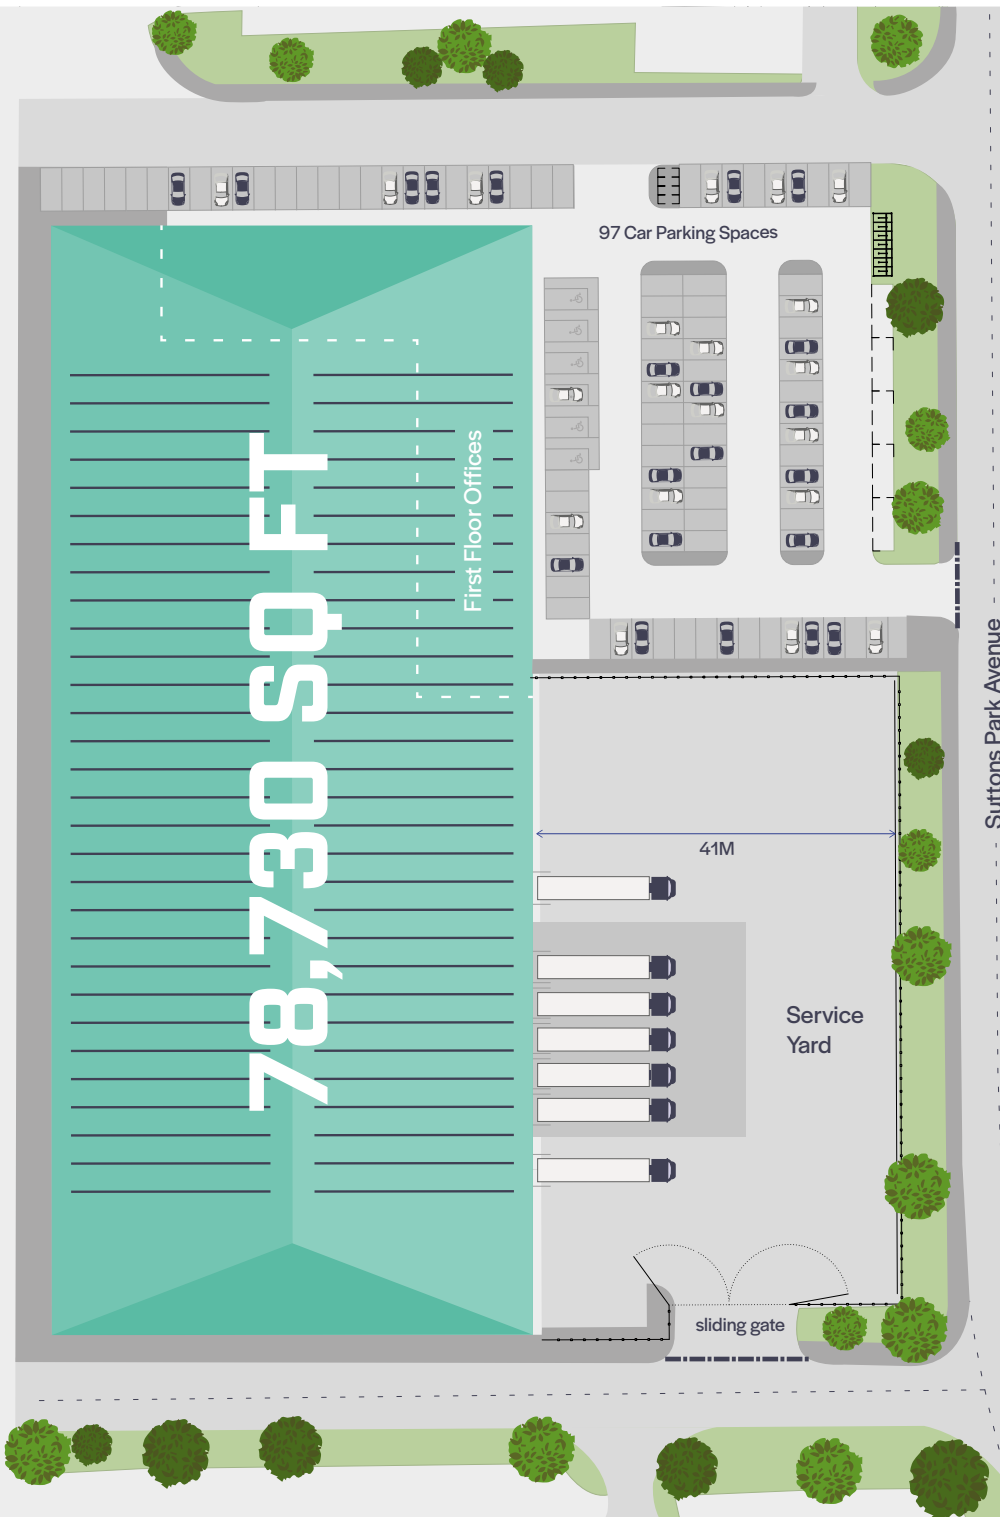 97 Car Parking Spaces
First Floor Offices
78,730 SQ FT
Suttons Park Avenue
41M
Service
Yard
sliding gate